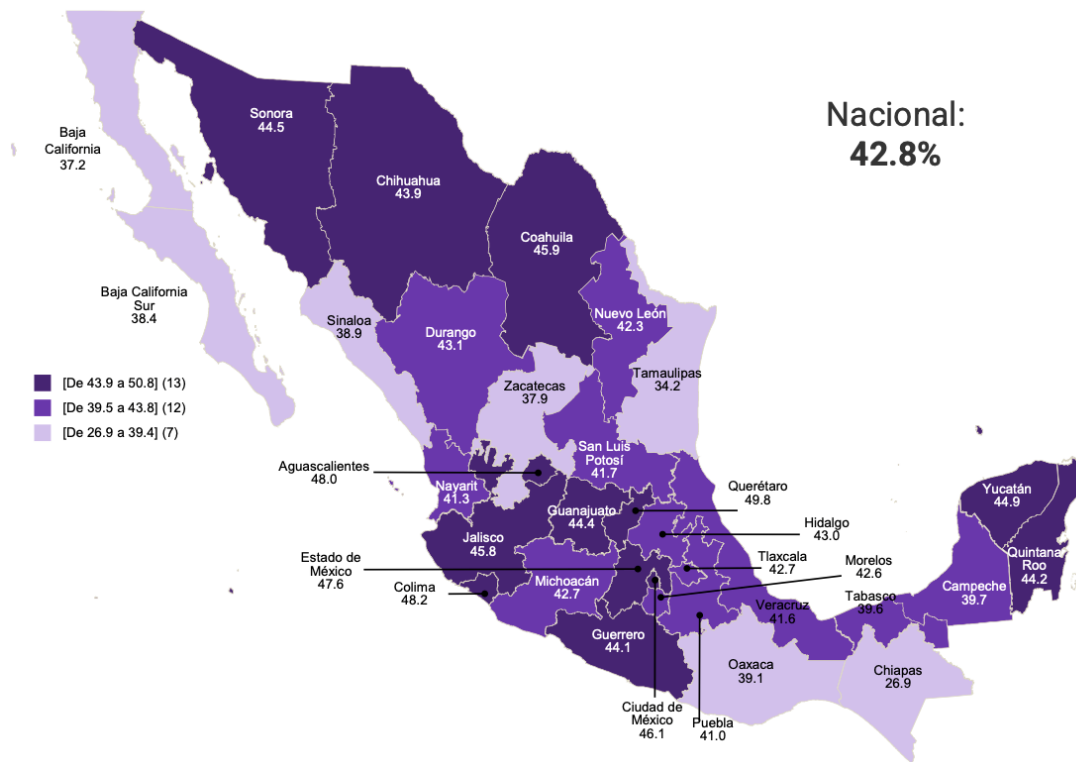 Nacional:
42.8%
Sonora
44.5
Baja
California
37.2
Chihuahua
43.9
Coahuila
45.9
Baja California
Sur
38.4
Sinaloa
38.9
Durango
43.1
Nuevo León
42.3
Tamaulipas
34.2
Zacatecas
37.9
[De 43.9 a 50.8] (13)
[De 39.5 a 43.8] (12)
[De 26.9 a 39.4] (7)
San Luis
Potosí
41.7
Aguascalientes
48.0
Nayarit
41.3
Guanajuato
44.4
Querétaro
49.8
Yucatán
44.9
Hidalgo
43.0
Jalisco
45.8
Estado de
México
47.6
Tlaxcala
42.7
Morelos
42.6
Quintana
Roo
44.2
Colima
48.2
Michoacán
42.7
Veracruz
41.6
Tabasco
39.6
Campeche
39.7
Guerrero
44.1
Oaxaca
39.1
Chiapas
26.9
Ciudad de
México
46.1
Puebla
41.0